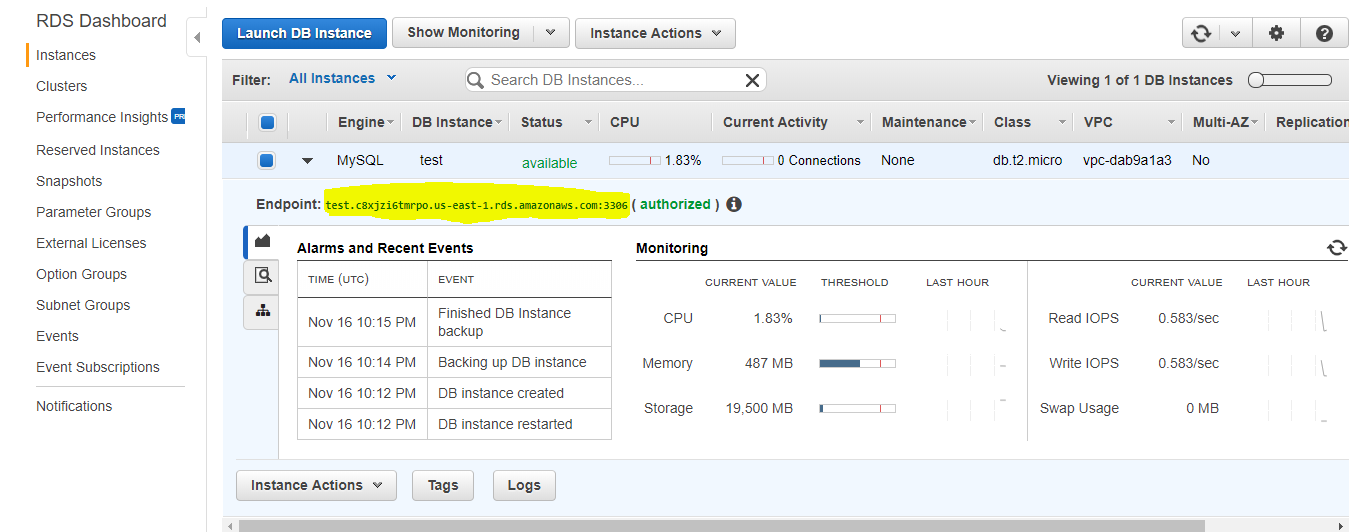 RDS Dashboard
Instances
Clusters
Performance Insights PRE
Reserved Instances
Snapshots
Parameter Groups
External Licenses
Option Groups
Subnet Groups
Events
Event Subscriptions
Notifications
Launch DB Instance Show Monitoring Instance Actions
Filter: All Instances Search DB Instances... Viewing 1 of 1 DB Instances
Engine DB Instance Status CPU Current Activity Maintenance Class VPC Multi-AZ Replication
MySQL test available 1.83% 0 Connections None db.t2.micro vpc-dab9a1a3 No
Endpoint: test.c8xjzi6tmrpo.us-east-1.rds.amazonaws.com:3306 ( authorized )
Alarms and Recent Events
TIME (UTC) EVENT
Nov 16 10:15 PM Finished DB Instance
backup
Nov 16 10:14 PM Backing up DB instance
Nov 16 10:12 PM DB instance created
Nov 16 10:12 PM DB instance restarted
Monitoring
CURRENT VALUE THRESHOLD LAST HOUR CURRENT VALUE LAST HOUR
CPU 1.83% Read IOPS 0.583/sec
Memory 487 MB Write IOPS 0.583/sec
Storage 19,500 MB Swap Usage 0 MB
Instance Actions Tags Logs